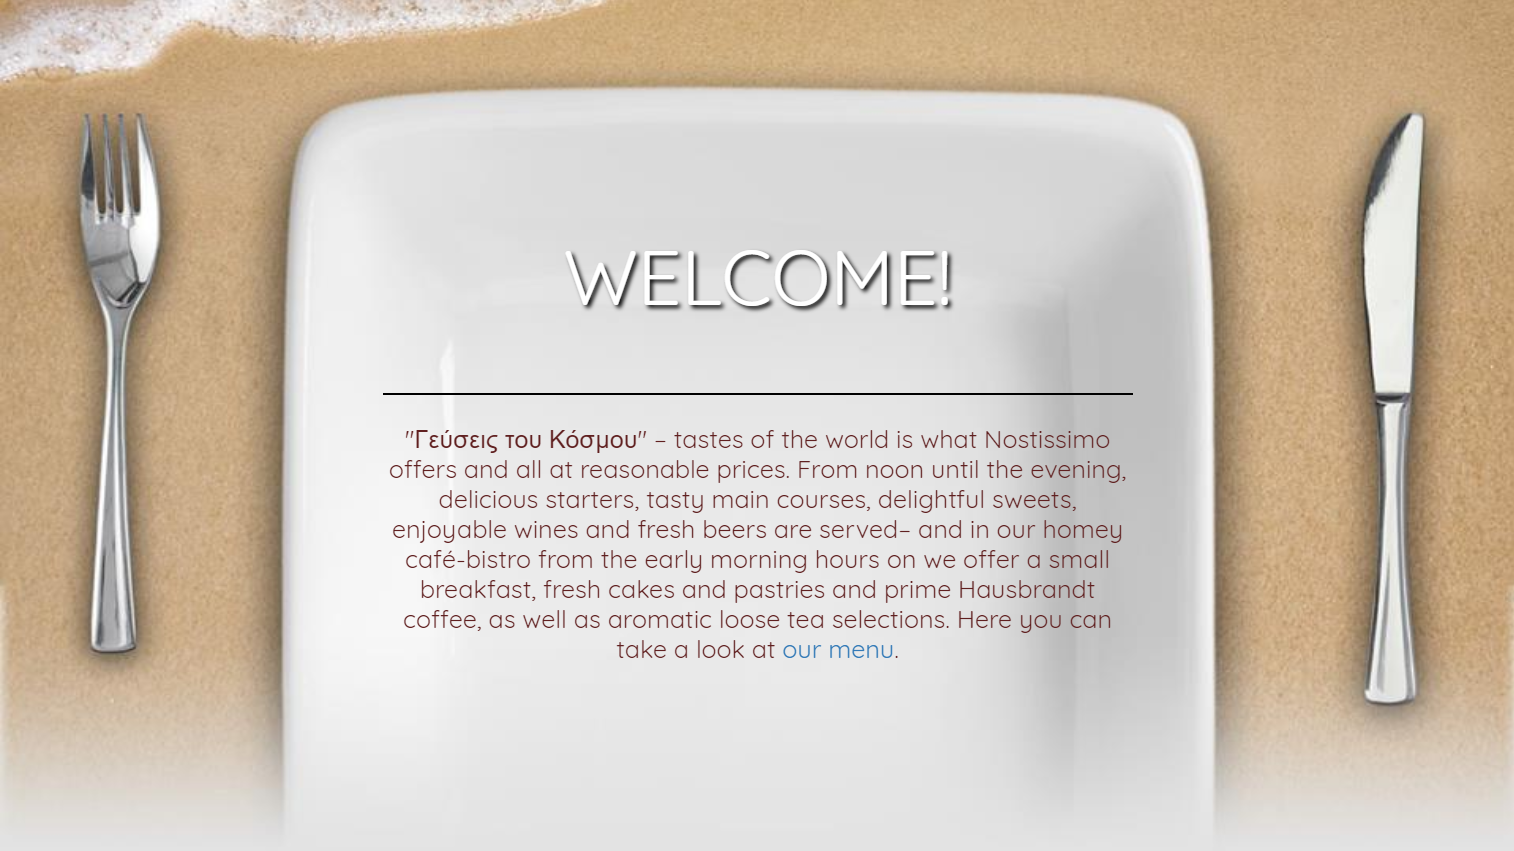 WELCOME!
"Γεύσεις του Κόσμου" – tastes of the world is what Nostissimo
offers and all at reasonable prices. From noon until the evening,
delicious starters, tasty main courses, delightful sweets,
enjoyable wines and fresh beers are served– and in our homey
café-bistro from the early morning hours on we offer a small
breakfast, fresh cakes and pastries and prime Hausbrandt
coffee, as well as aromatic loose tea selections. Here you can
take a look at our menu.